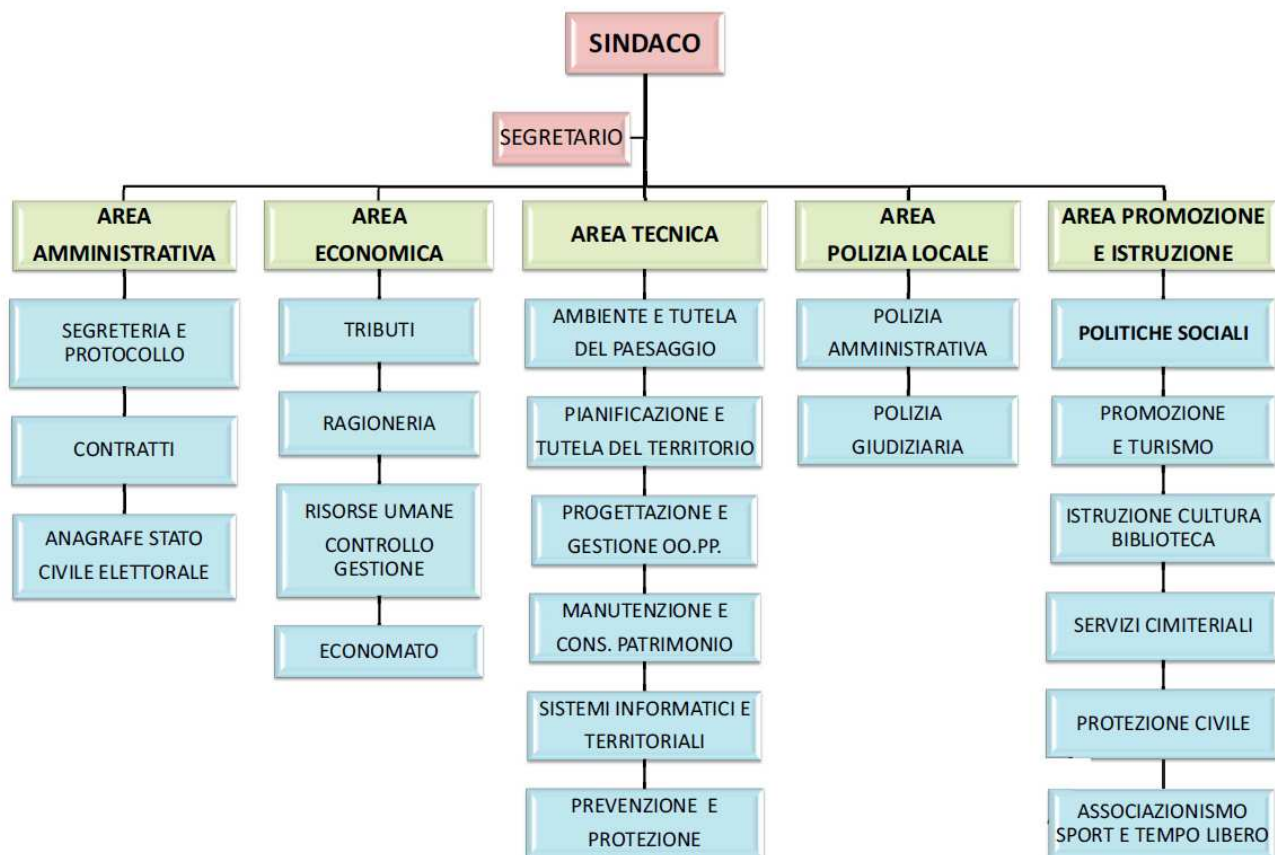 SINDACO
SEGRETARIO
AREA
AMMINISTRATIVA
SEGRETERIA E
PROTOCOLLO
CONTRATTI
ANAGRAFE STATO
CIVILE ELETTORALE
AREA
ECONOMICA
TRIBUTI
RAGIONERIA
RISORSE UMANE
CONTROLLO
GESTIONE
ECONOMATO
AREA TECNICA
AMBIENTE E TUTELA
DEL PAESAGGIO
PIANIFICAZIONE E
TUTELA DEL TERRITORIO
PROGETTAZIONE E
GESTIONE OO.PP.
MANUTENZIONE E
CONS. PATRIMONIO
SISTEMI INFORMATICI E
TERRITORIALI
PREVENZIONE E
PROTEZIONE
AREA
POLIZIA LOCALE
POLIZIA
AMMINISTRATIVA
POLIZIA
GIUDIZIARIA
AREA PROMOZIONE
E ISTRUZIONE
POLITICHE SOCIALI
PROMOZIONE
E TURISMO
ISTRUZIONE CULTURA
BIBLIOTECA
SERVIZI CIMITERIALI
PROTEZIONE CIVILE
ASSOCIAZIONISMO
SPORT E TEMPO LIBERO